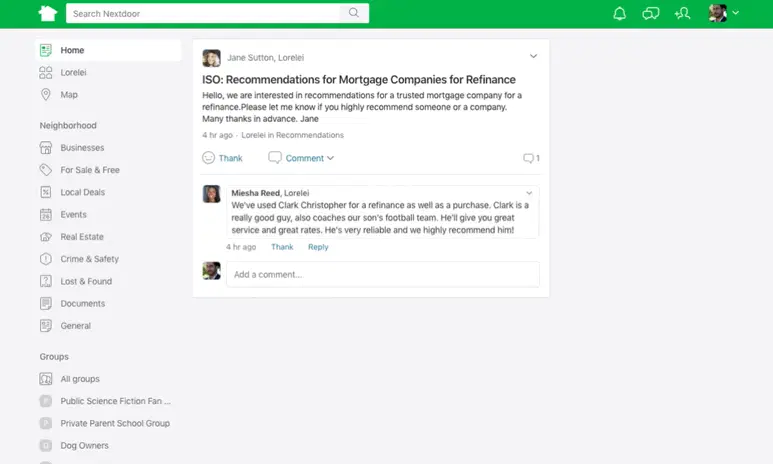 Search Nextdoor
Home
Lorelei
Map
Neighborhood
Businesses
For Sale & Free
Local Deals
Events
Real Estate
Crime & Safety
Lost & Found
Documents
General
Groups
All groups
Public Science Fiction Fan ...
Private Parent School Group
Dog Owners
Jane Sutton, Lorelei
ISO: Recommendations for Mortgage Companies for Refinance
Hello, we are interested in recommendations for a trusted mortgage company for a
refinance.Please let me know if you highly recommend someone or a company.
Many thanks in advance. Jane
4 hr ago · Lorelei in Recommendations
Thank Comment 1
Miesha Reed, Lorelei
We've used Clark Christopher for a refinance as well as a purchase. Clark is a
really good guy, also coaches our son's football team. He'll give you great
service and great rates. He's very reliable and we highly recommend him!
4 hr ago Thank Reply
Add a comment...